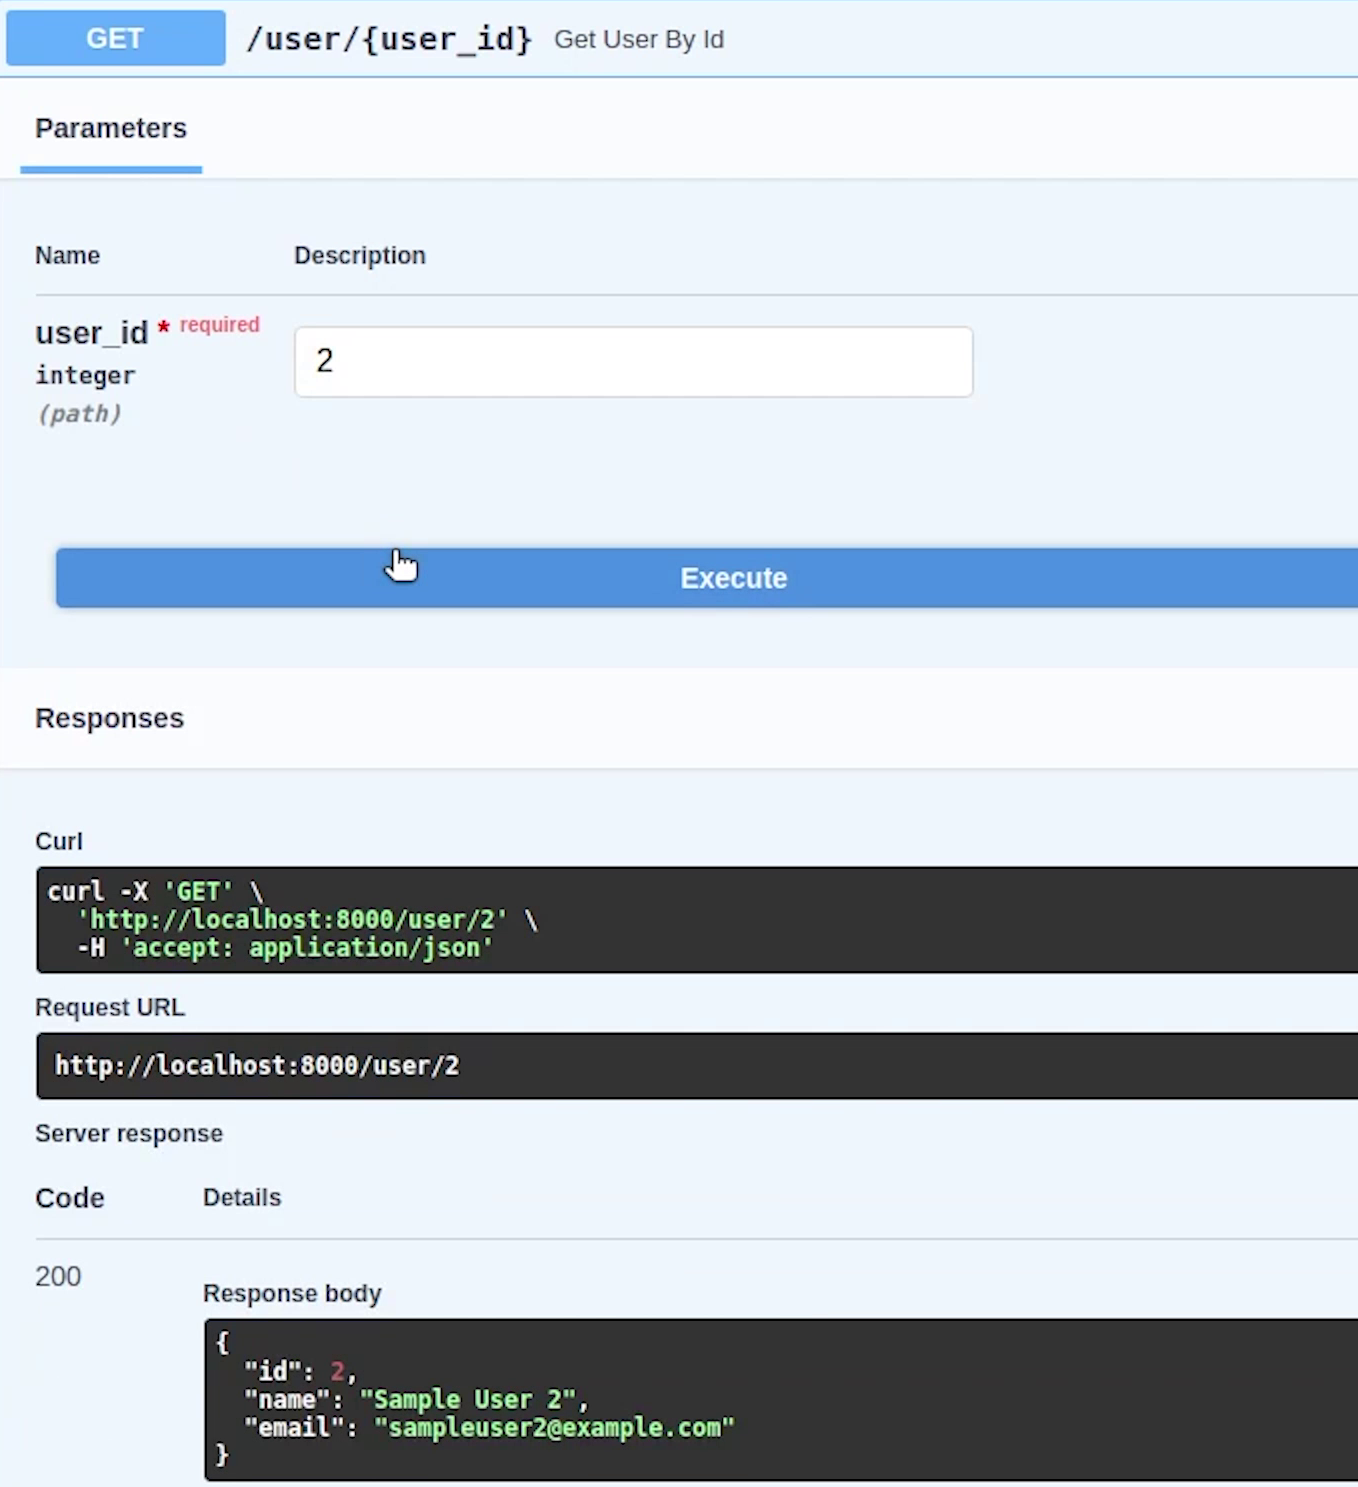 GET /user/{user_id} Get User By Id
Parameters
Name Description
user_id * required
2
integer
(path)
Execute
Responses
Curl
curl -X 'GET' \
  'http://localhost:8000/user/2' \
  -H 'accept: application/json'
Request URL
http://localhost:8000/user/2
Server response
Code Details
200
Response body
{
  "id": 2,
  "name": "Sample User 2",
  "email": "sampleuser2@example.com"
}